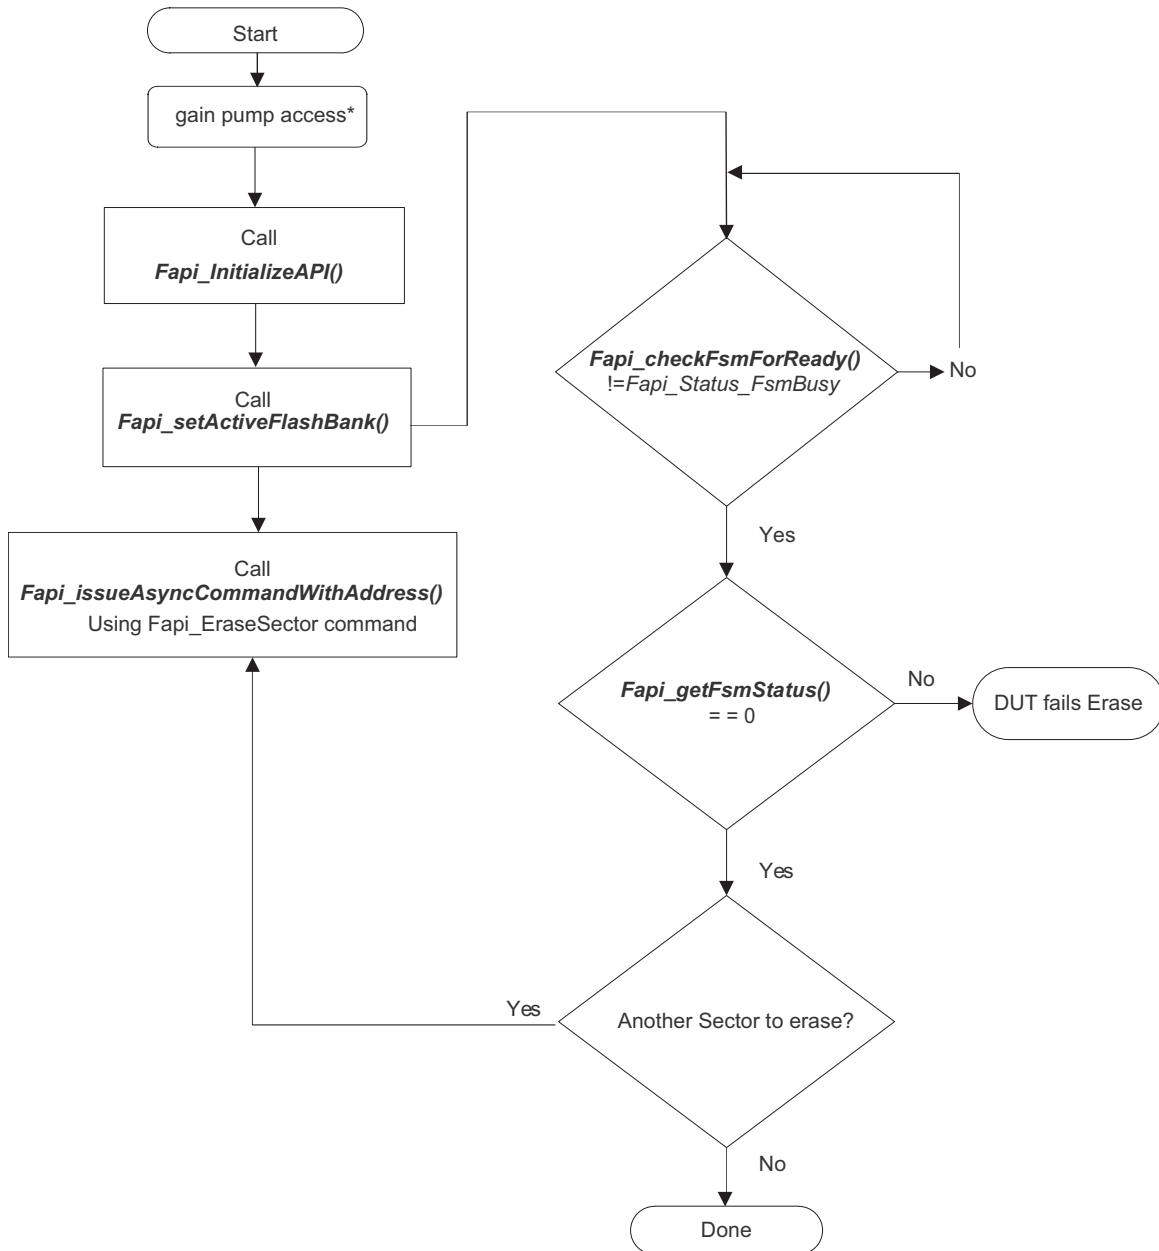 Start
gain pump access*
Call
Fapi_InitializeAPI()
Call
Fapi_setActiveFlashBank()
Call
Fapi_issueAsyncCommandWithAddress()
Using Fapi_EraseSector command
Fapi_checkFsmForReady()
!=Fapi_Status_FsmBusy
No
Yes
Fapi_getFsmStatus()
= = 0
No
DUT fails Erase
Yes
Another Sector to erase?
Yes
No
Done